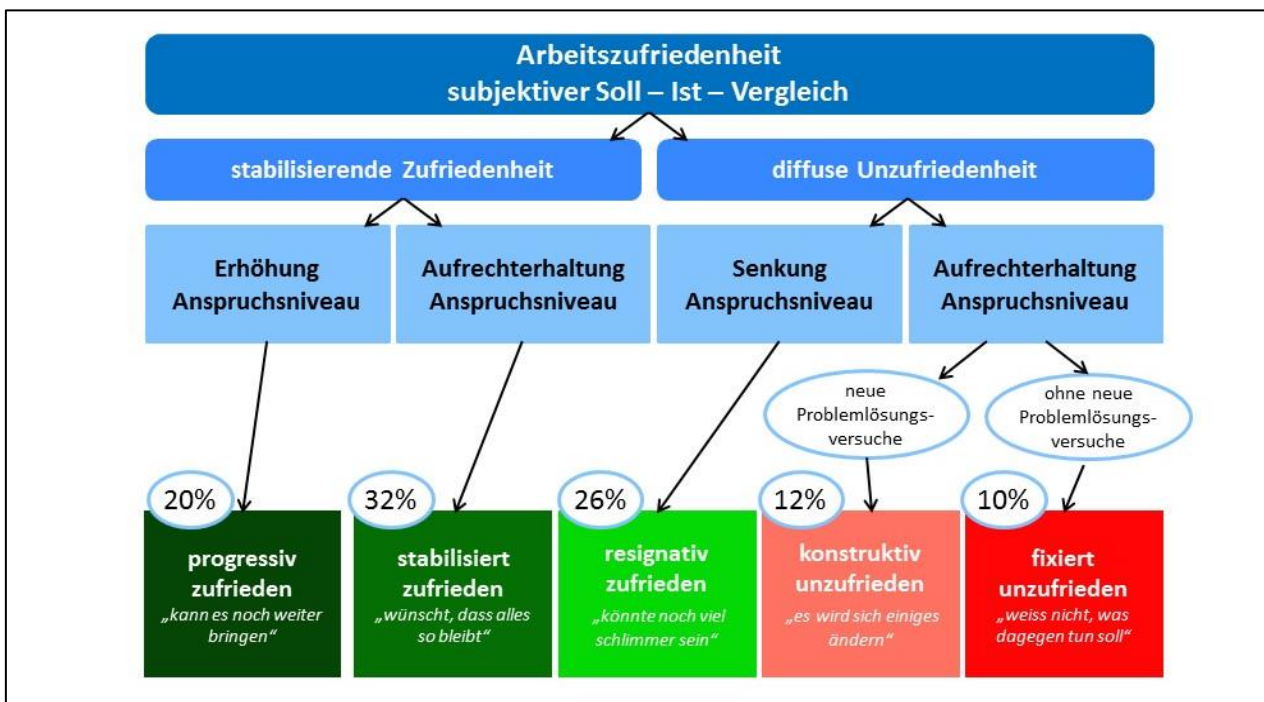 Arbeitszufriedenheit
subjektiver Soll – Ist – Vergleich
stabilisierende Zufriedenheit
diffuse Unzufriedenheit
Erhöhung
Anspruchsniveau
Aufrechterhaltung
Anspruchsniveau
Senkung
Anspruchsniveau
Aufrechterhaltung
Anspruchsniveau
neue
Problemlösungs-
versuche
ohne neue
Problemlösungs-
versuche
20%
progressiv
zufrieden
„kann es noch weiter
bringen“
32%
stabilisiert
zufrieden
„wünscht, dass alles
so bleibt“
26%
resignativ
zufrieden
„könnte noch viel
schlimmer sein“
12%
konstruktiv
unzufrieden
„es wird sich einiges
ändern“
10%
fixiert
unzufrieden
„weiss nicht, was
dagegen tun soll“